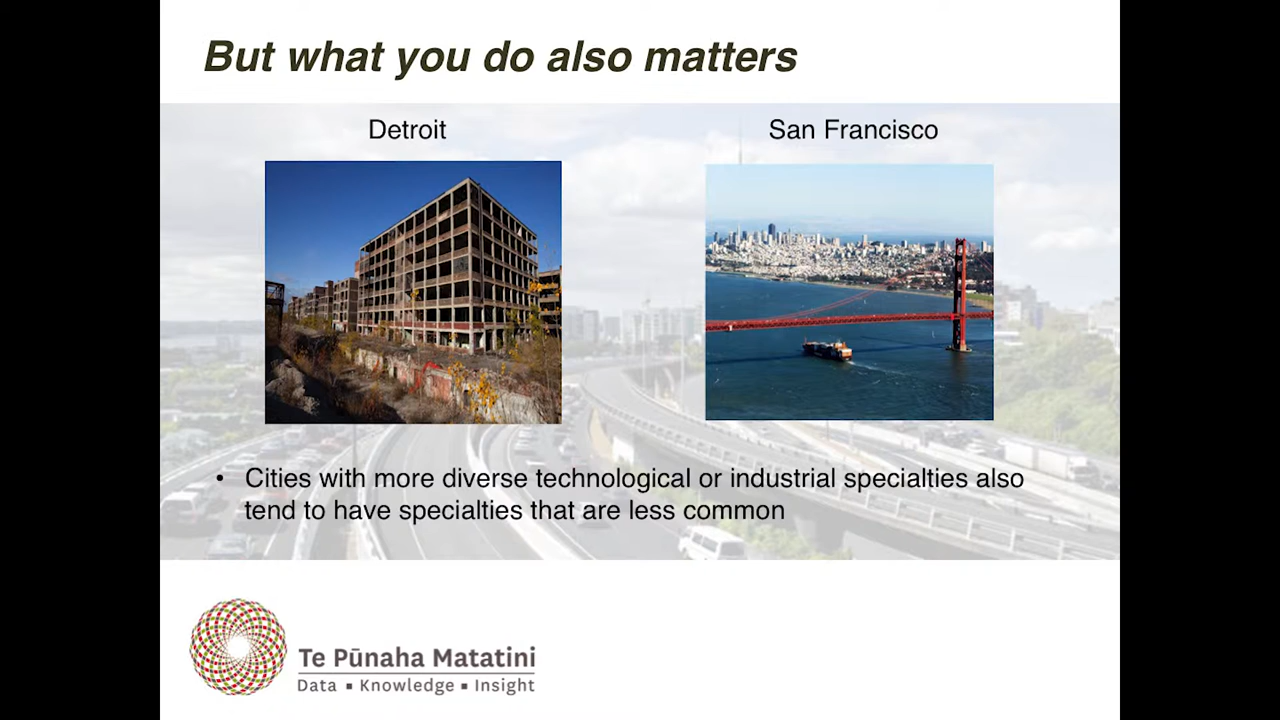 But what you do also matters
Detroit
San Francisco
• Cities with more diverse technological or industrial specialties also
tend to have specialties that are less common
Te Pūnaha Matatini
Data ▪ Knowledge ▪ Insight